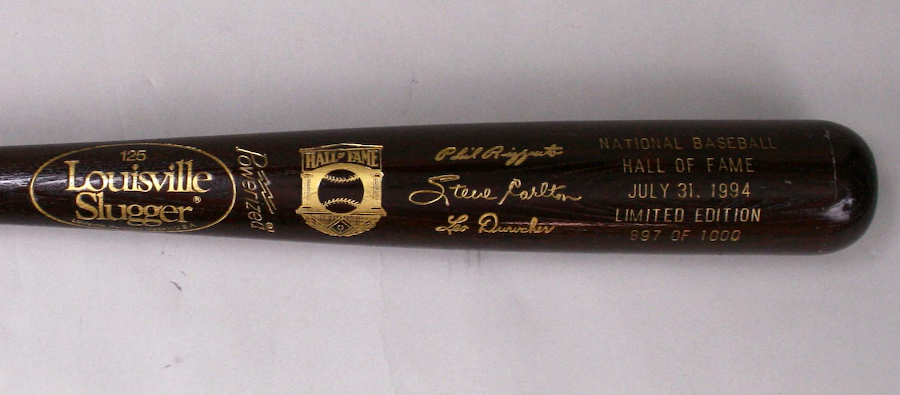 125
Louisville
Slugger®
Powerized
HALL OF FAME
Phil Rizzuto
Steve Carlton
Leo Durocher
NATIONAL BASEBALL
HALL OF FAME
JULY 31, 1994
LIMITED EDITION
897 OF 1000